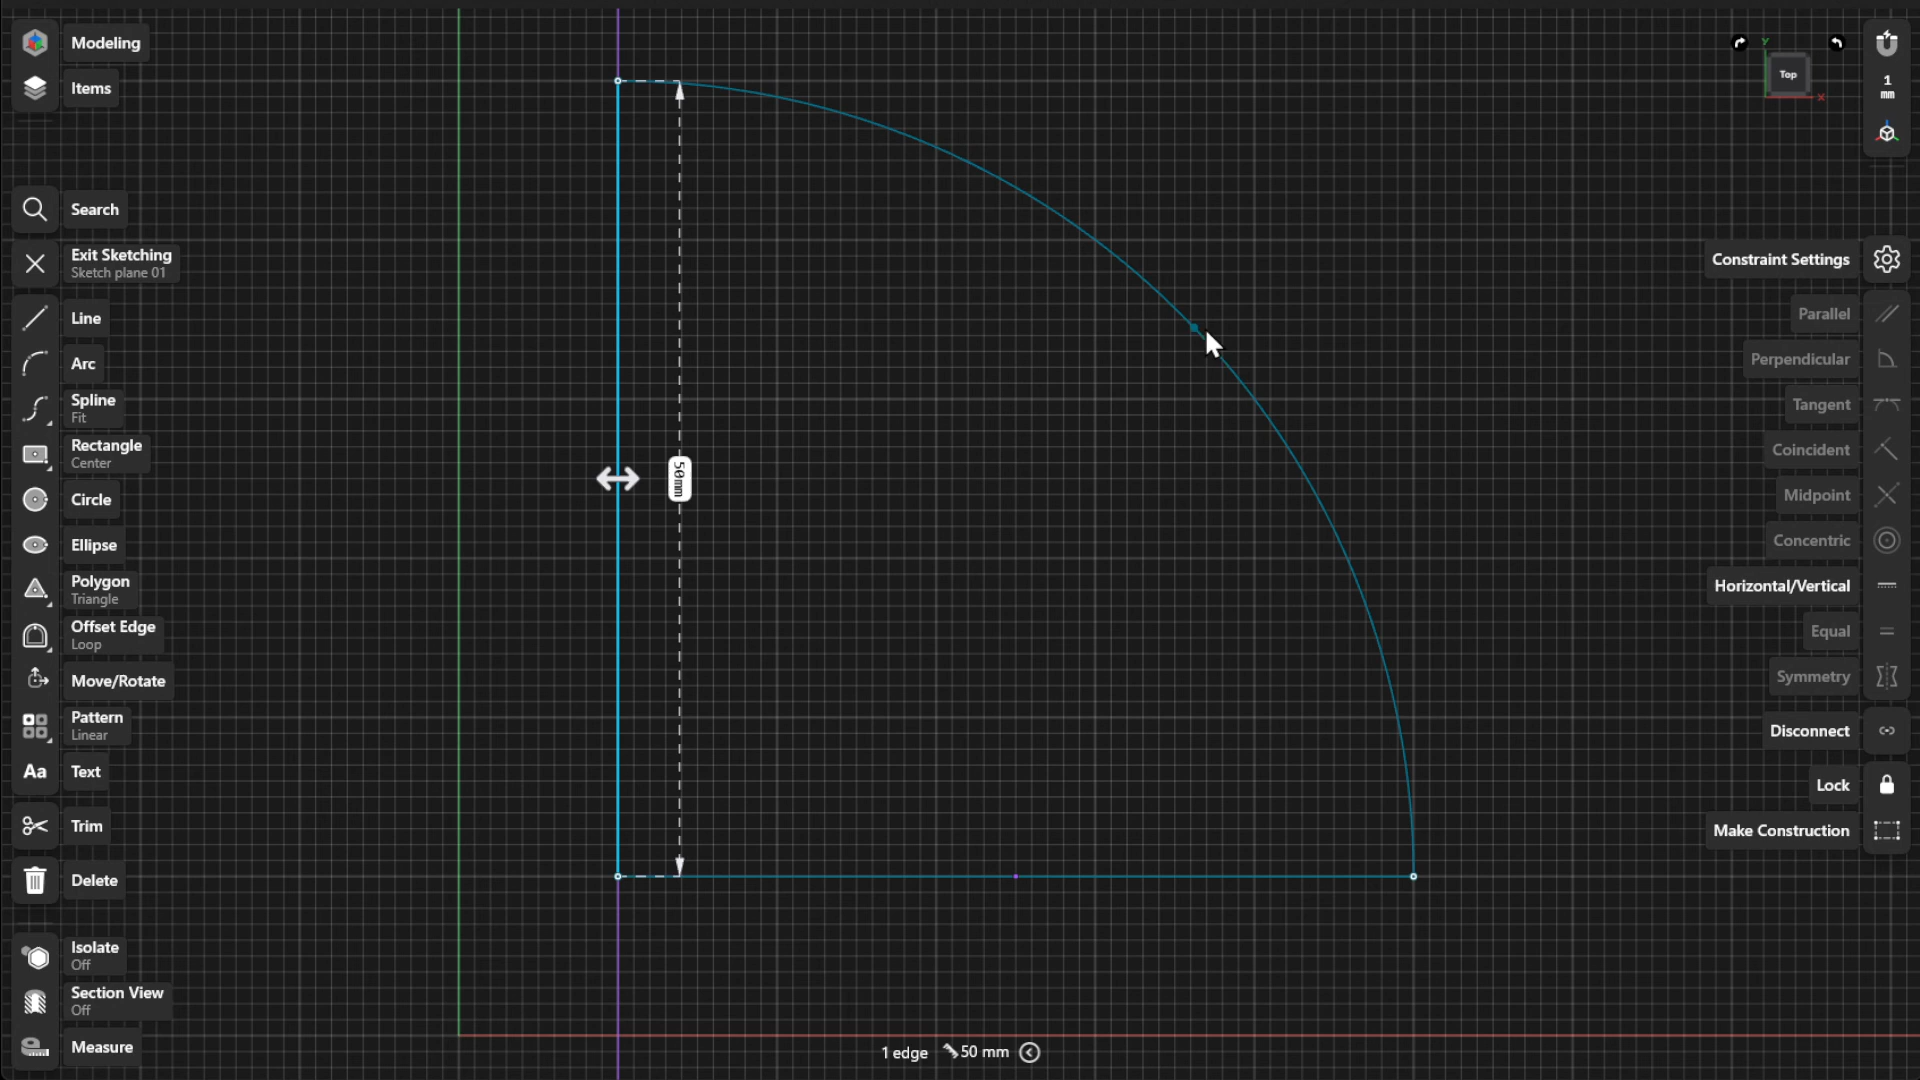 Modeling
Items
Search
Exit Sketching
Sketch plane 01
Line
Arc
Spline
Fit
Rectangle
Center
Circle
Ellipse
Polygon
Triangle
Offset Edge
Loop
Move/Rotate
Pattern
Linear
Aa Text
Trim
Delete
Isolate
Off
Section View
Off
Measure
50mm
1 edge 50 mm
Y
Top
X
1
mm
Constraint Settings
Parallel
Perpendicular
Tangent
Coincident
Midpoint
Concentric
Horizontal/Vertical
Equal
Symmetry
Disconnect
Lock
Make Construction